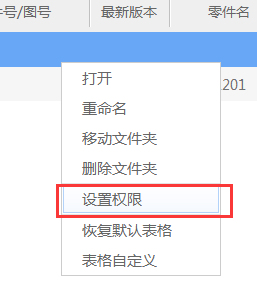 件号/图号 最新版本 零件名
打开
201
重命名
移动文件夹
删除文件夹
设置权限
恢复默认表格
表格自定义